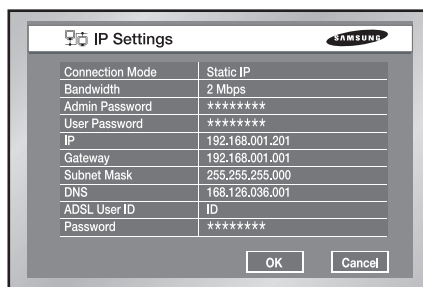 IP Settings
SAMSUNG
Connection Mode Static IP
Bandwidth 2 Mbps
Admin Password ********
User Password ********
IP 192.168.001.201
Gateway 192.168.001.001
Subnet Mask 255.255.255.000
DNS 168.126.036.001
ADSL User ID ID
Password ********
OK Cancel